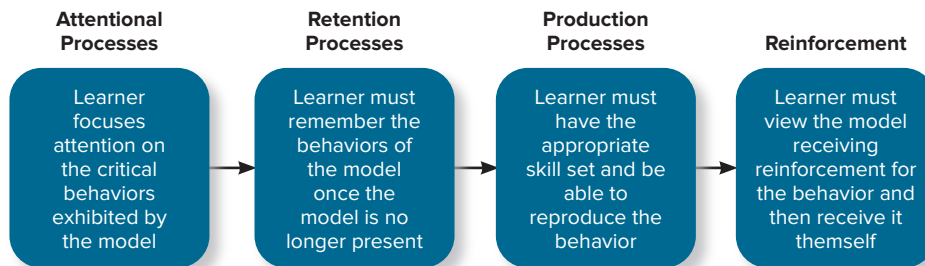 Attentional
Processes
Retention
Processes
Production
Processes
Reinforcement
Learner
focuses
attention on
the critical
behaviors
exhibited by
the model
Learner must
remember the
behaviors of
the model
once the
model is no
longer present
Learner must
have the
appropriate
skill set and be
able to
reproduce the
behavior
Learner must
view the model
receiving
reinforcement for
the behavior and
then receive it
themself